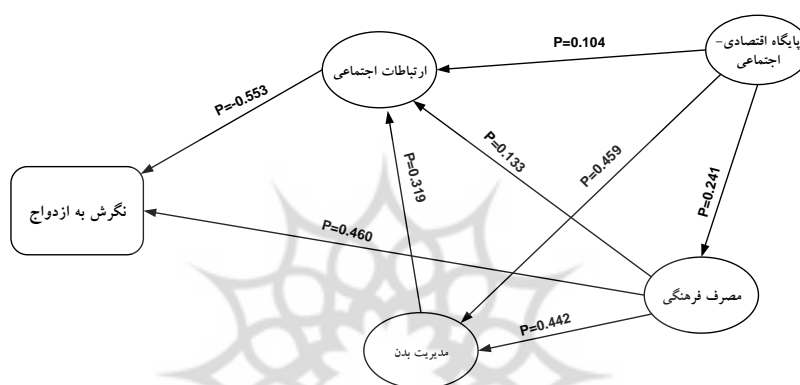 پایگاه اقتصادی-
اجتماعی
P=0.104
ارتباطات اجتماعی
P=-0.553
P=0.133
P=0.459
P=0.241
P=0.319
نگرش به ازدواج
P=0.460
مصرف فرهنگی
P=0.442
مدیریت بدن